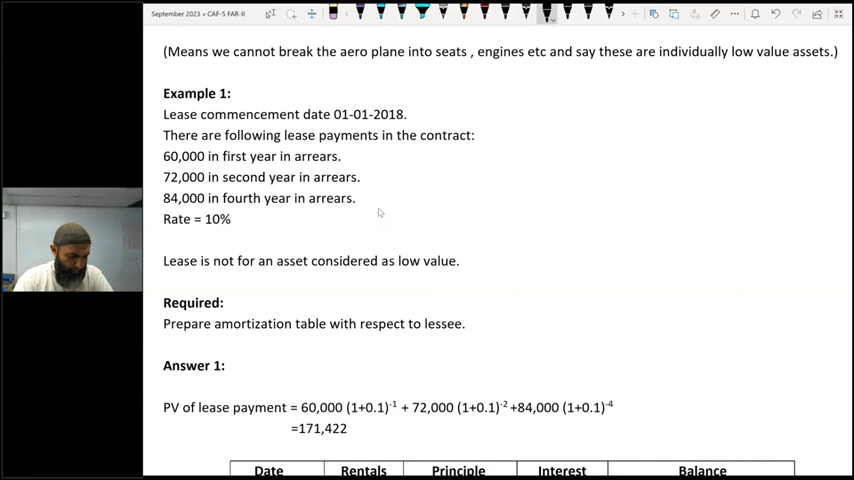 September 2023 » CAF-5 FAR-II
(Means we cannot break the aero plane into seats , engines etc and say these are individually low value assets.)
Example 1:
Lease commencement date 01-01-2018.
There are following lease payments in the contract:
60,000 in first year in arrears.
72,000 in second year in arrears.
84,000 in fourth year in arrears.
Rate = 10%
Lease is not for an asset considered as low value.
Required:
Prepare amortization table with respect to lessee.
Answer 1:
PV of lease payment = 60,000 (1+0.1)⁻¹ + 72,000 (1+0.1)⁻² +84,000 (1+0.1)⁻⁴
=171,422
Date Rentals Principle Interest Balance